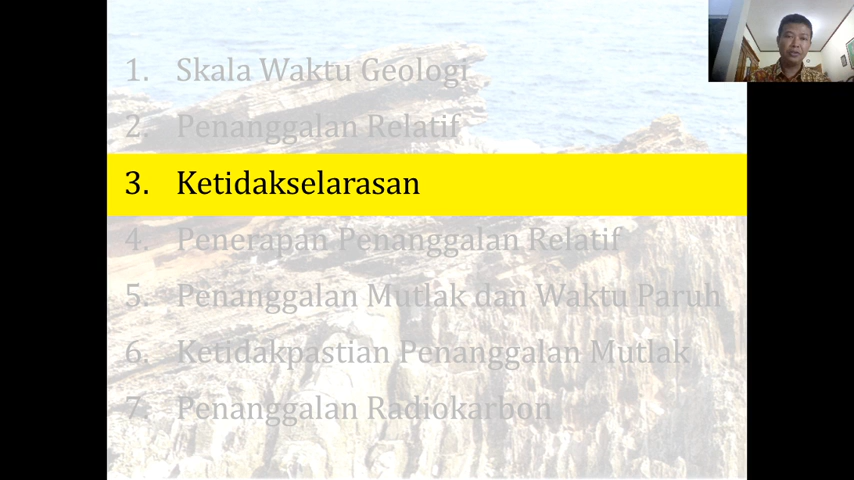 1. Skala Waktu Geologi
2. Penanggalan Relatif
3. Ketidakselarasan
4. Penerapan Penanggalan Relatif
5. Penanggalan Mutlak dan Waktu Paruh
6. Ketidakpastian Penanggalan Mutlak
7. Penanggalan Radiokarbon